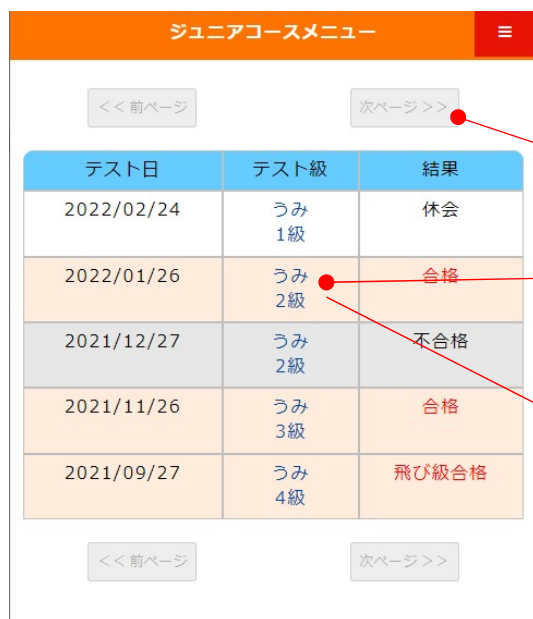 ジュニアコースメニュー
<<前ページ 次ページ>>
テスト日 テスト級 結果
2022/02/24 うみ 休会
1級
2022/01/26 うみ 合格
2級
2021/12/27 うみ 不合格
2級
2021/11/26 うみ 合格
3級
2021/09/27 うみ 飛び級合格
4級
<<前ページ 次ページ>>